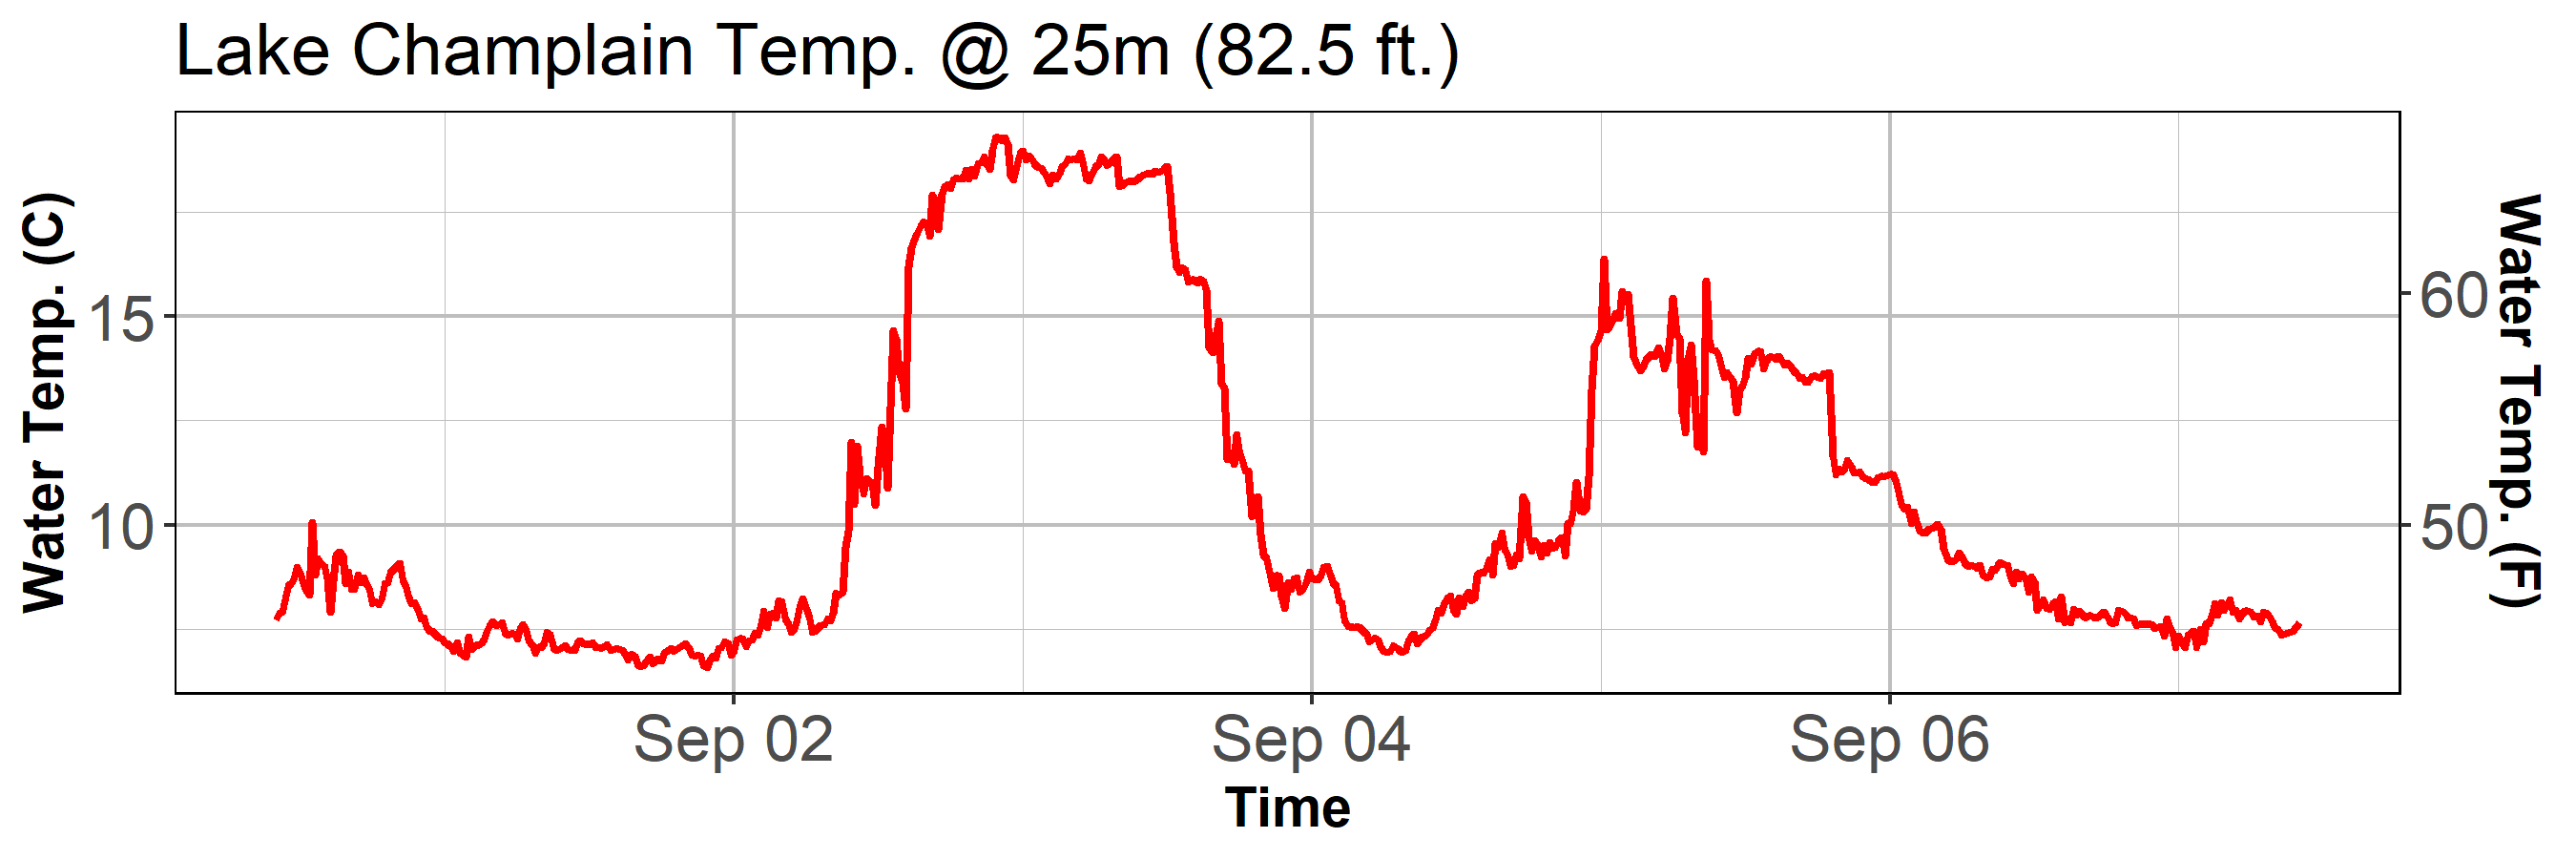 Lake Champlain Temp. @ 25m (82.5 ft.)
Water Temp. (C)
15
10
60
50
Water Temp. (F)
Sep 02
Sep 04
Sep 06
Time